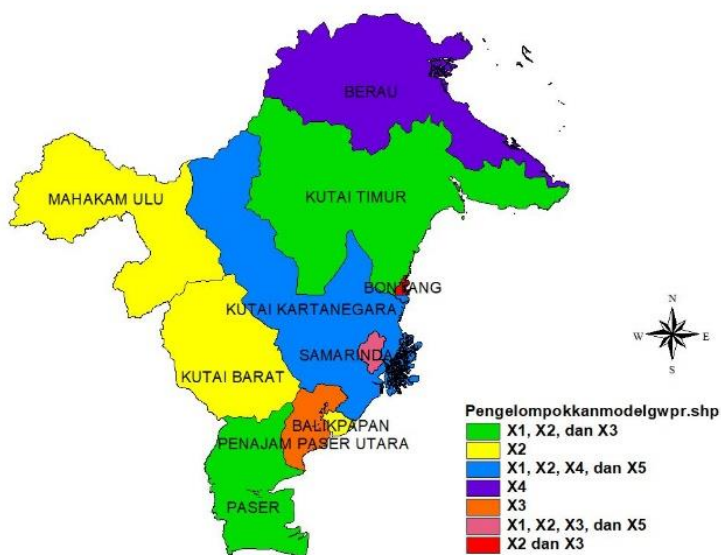 BERAU
MAHAKAM ULU
KUTAI TIMUR
BONTANG
KUTAI KARTANEGARA
SAMARINDA
KUTAI BARAT
BALIKPAPAN
PENAJAM PASER UTARA
PASER
N
W E
S
Pengelompokkanmodelgwpr.shp
X1, X2, dan X3
X2
X1, X2, X4, dan X5
X4
X3
X1, X2, X3, dan X5
X2 dan X3